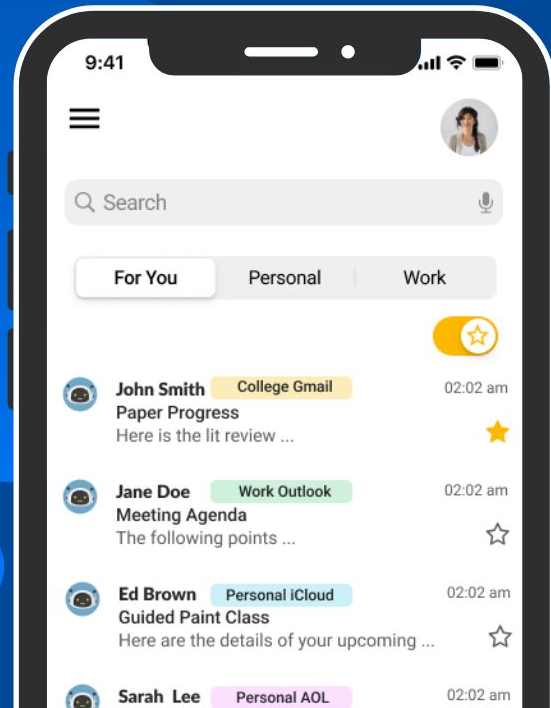 9:41
Search
For You Personal Work
John Smith College Gmail 02:02 am
Paper Progress
Here is the lit review ...
Jane Doe Work Outlook 02:02 am
Meeting Agenda
The following points ...
Ed Brown Personal iCloud 02:02 am
Guided Paint Class
Here are the details of your upcoming ...
Sarah Lee Personal AOL 02:02 am